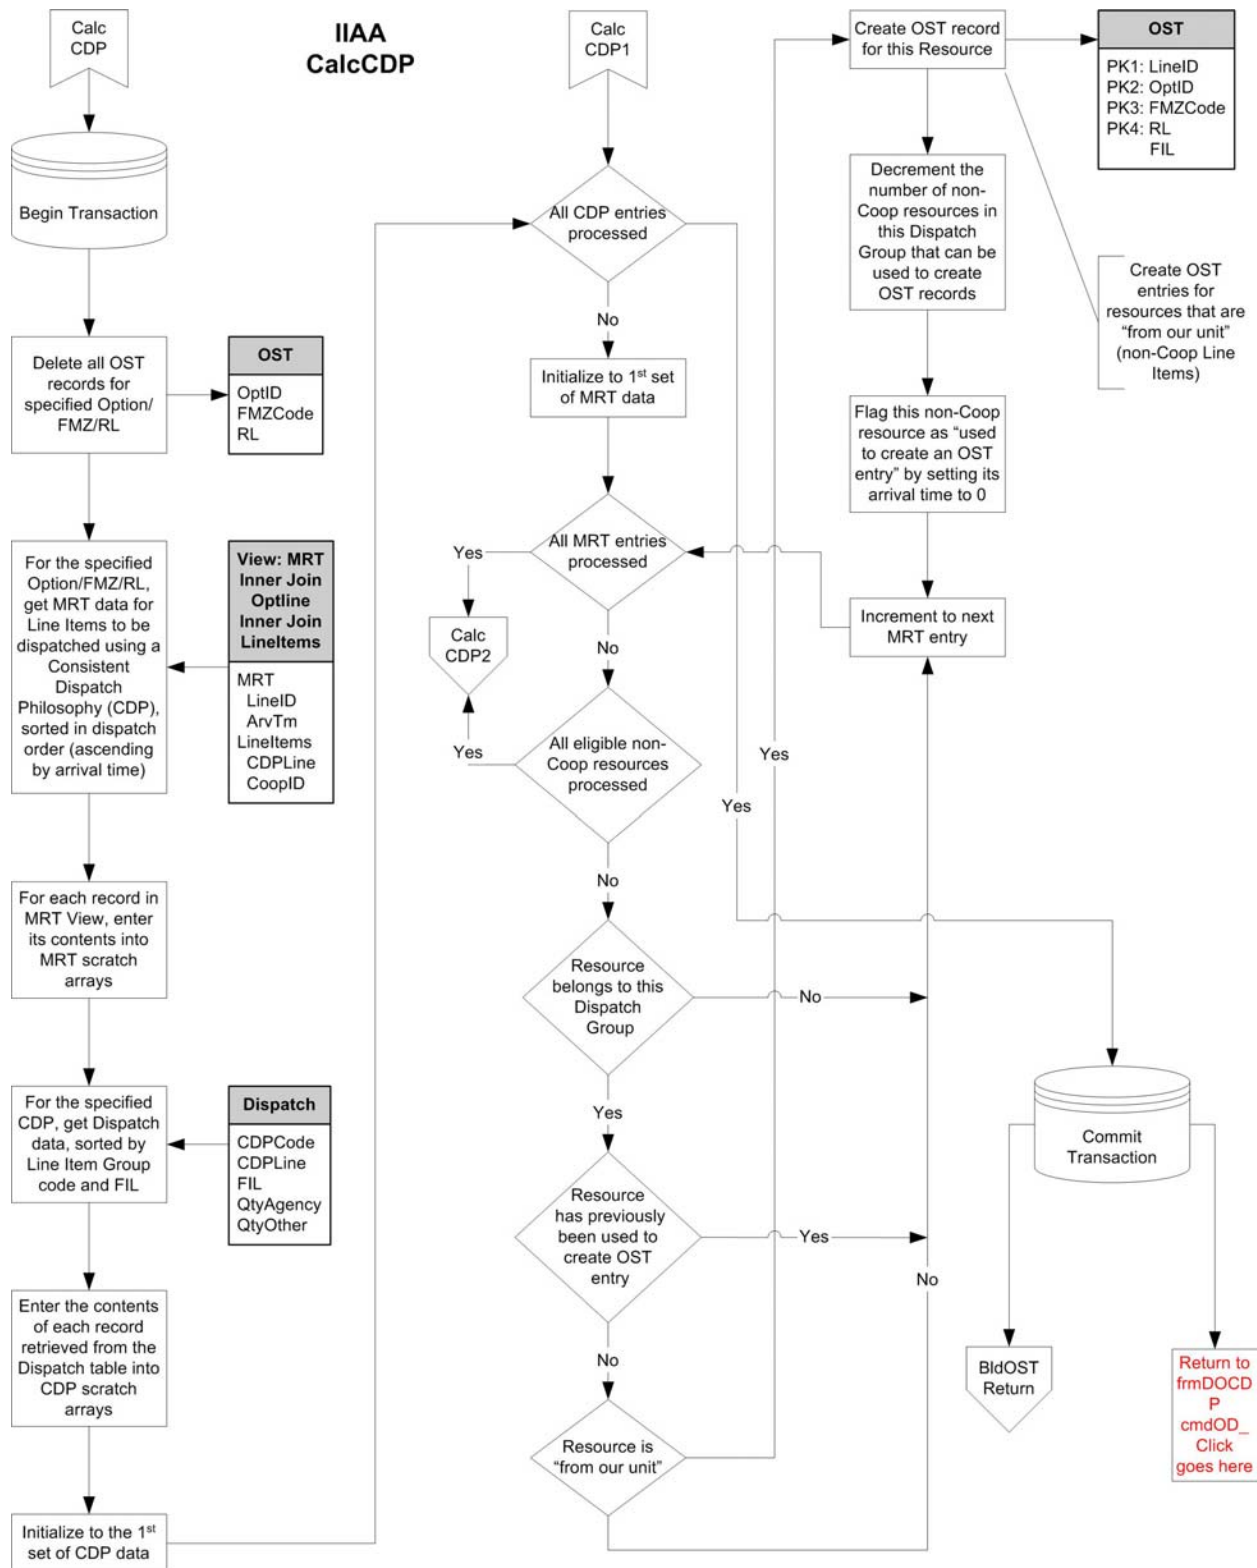 Calc
CDP
IIAA
CalcCDP
Begin Transaction
Delete all OST
records for
specified Option/
FMZ/RL
OST
OptID
FMZCode
RL
For the specified
Option/FMZ/RL,
get MRT data for
Line Items to be
dispatched using a
Consistent
Dispatch
Philosophy (CDP),
sorted in dispatch
order (ascending
by arrival time)
View: MRT
Inner Join
Optline
Inner Join
LineItems
MRT
LineID
ArvTm
LineItems
CDPLine
CoopID
For each record in
MRT View, enter
its contents into
MRT scratch
arrays
For the specified
CDP, get Dispatch
data, sorted by
Line Item Group
code and FIL
Dispatch
CDPCode
CDPLine
FIL
QtyAgency
QtyOther
Enter the contents
of each record
retrieved from the
Dispatch table into
CDP scratch
arrays
Initialize to the 1st
set of CDP data
Calc
CDP1
All CDP entries
processed
No
Initialize to 1st set
of MRT data
All MRT entries
processed
Yes
Calc
CDP2
No
Yes
All eligible non-
Coop resources
processed
No
Resource
belongs to this
Dispatch
Group
No
Yes
Resource
has previously
been used to
create OST
entry
Yes
No
Resource is
“from our unit”
Yes
Yes
No
Create OST record
for this Resource
OST
PK1: LineID
PK2: OptID
PK3: FMZCode
PK4: RL
FIL
Decrement the
number of non-
Coop resources in
this Dispatch
Group that can be
used to create
OST records
Create OST
entries for
resources that are
“from our unit”
(non-Coop Line
Items)
Flag this non-Coop
resource as “used
to create an OST
entry” by setting its
arrival time to 0
Increment to next
MRT entry
Commit
Transaction
BldOST
Return
Return to
frmDOCD
P
cmdOD_
Click
goes here